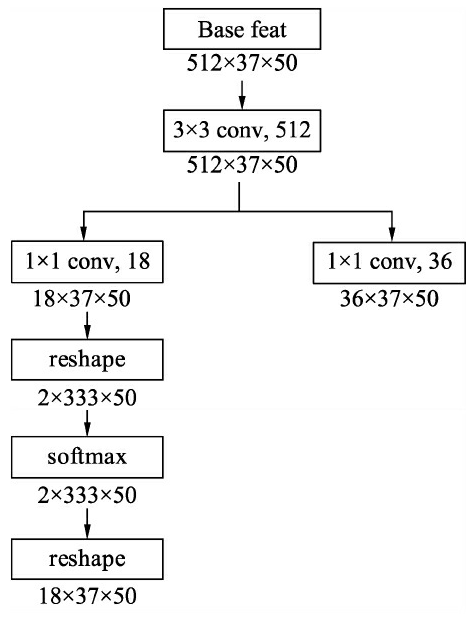 Base feat
512×37×50
3×3 conv, 512
512×37×50
1×1 conv, 18
18×37×50
1×1 conv, 36
36×37×50
reshape
2×333×50
softmax
2×333×50
reshape
18×37×50